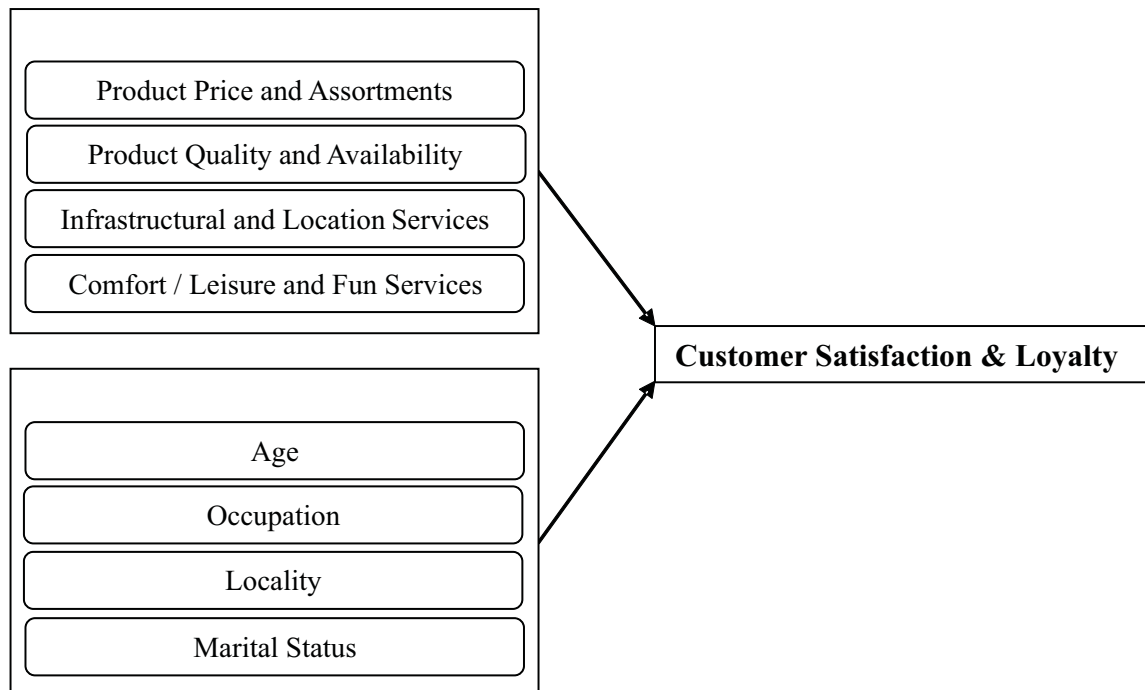 Product Price and Assortments
Product Quality and Availability
Infrastructural and Location Services
Comfort / Leisure and Fun Services
Customer Satisfaction & Loyalty
Age
Occupation
Locality
Marital Status